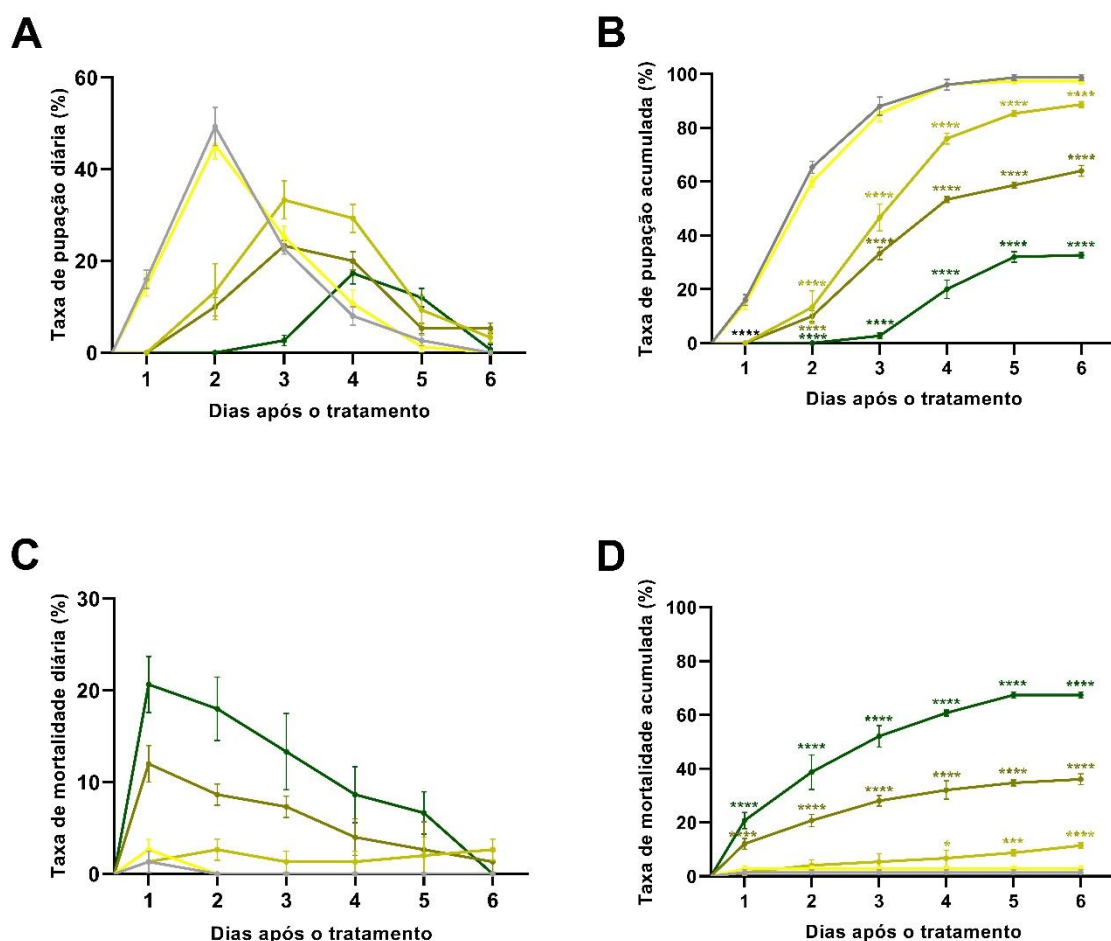 A
Taxa de pupação diária (%)
60
40
20
0
1 2 3 4 5 6
Dias após o tratamento
B
Taxa de pupação acumulada (%)
100
80
60
40
20
0
**** **** ****
**** **** ****
**** **** ****
**** **** ****
**** ****
**** ****
****
1 2 3 4 5 6
Dias após o tratamento
C
Taxa de mortalidade diária (%)
30
20
10
0
1 2 3 4 5 6
Dias após o tratamento
D
Taxa de mortalidade acumulada (%)
100
80
60
40
20
0
**** **** **** **** **** ****
**** **** **** **** **** ****
* *** ****
1 2 3 4 5 6
Dias após o tratamento